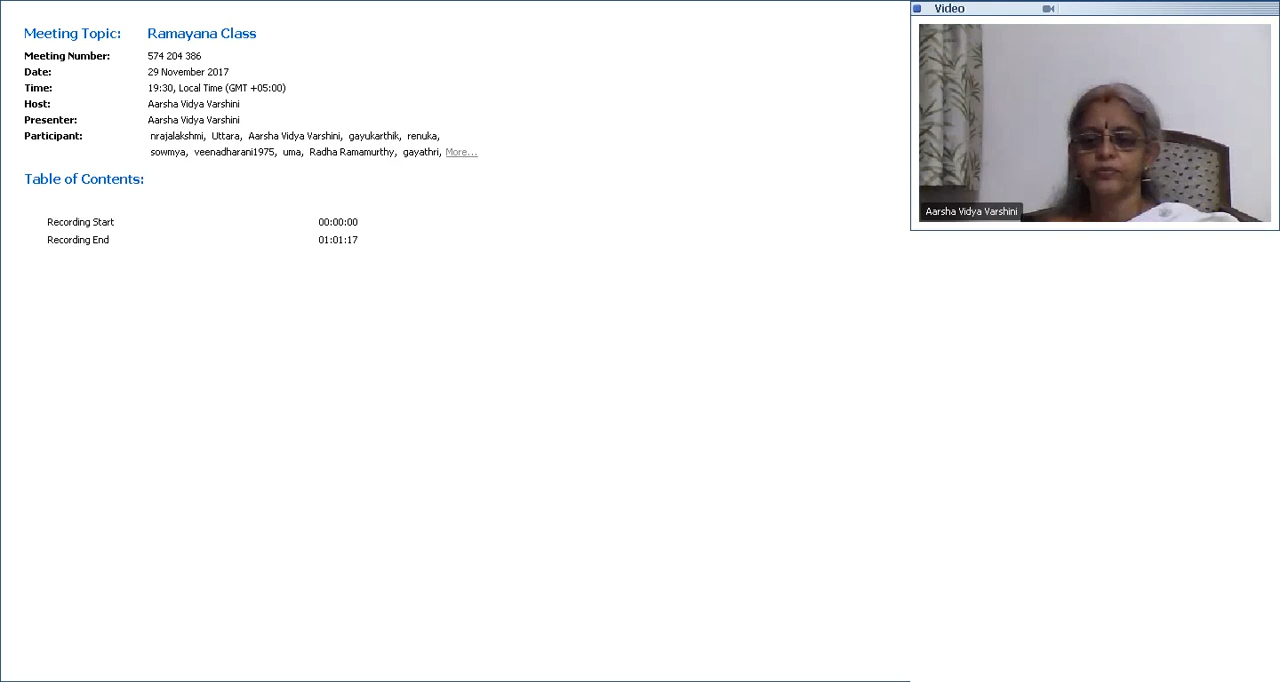 Meeting Topic: Ramayana Class
Meeting Number: 574 204 386
Date: 29 November 2017
Time: 19:30, Local Time (GMT +05:00)
Host: Aarsha Vidya Varshini
Presenter: Aarsha Vidya Varshini
Participant: nrajalakshmi, Uttara, Aarsha Vidya Varshini, gayukarthik, renuka,
sowmya, veenadharani1975, uma, Radha Ramamurthy, gayathri, More...
Table of Contents:
Recording Start 00:00:00
Recording End 01:01:17
Video
Aarsha Vidya Varshini